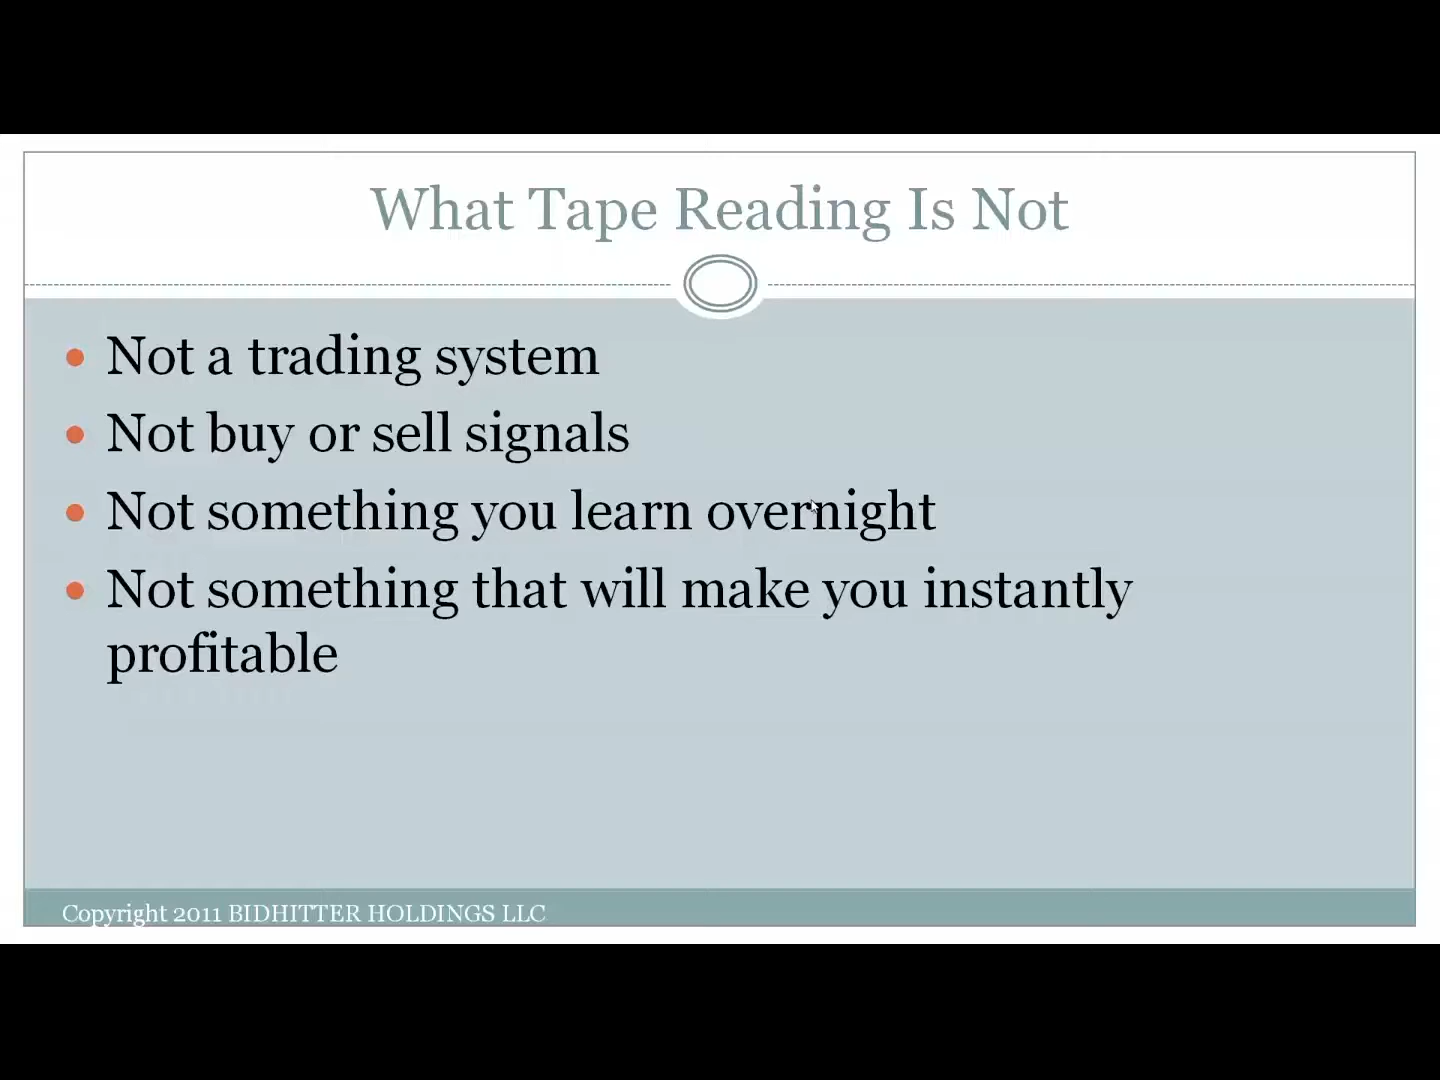 What Tape Reading Is Not
Not a trading system
Not buy or sell signals
Not something you learn overnight
Not something that will make you instantly
profitable
Copyright 2011 BIDHITTER HOLDINGS LLC